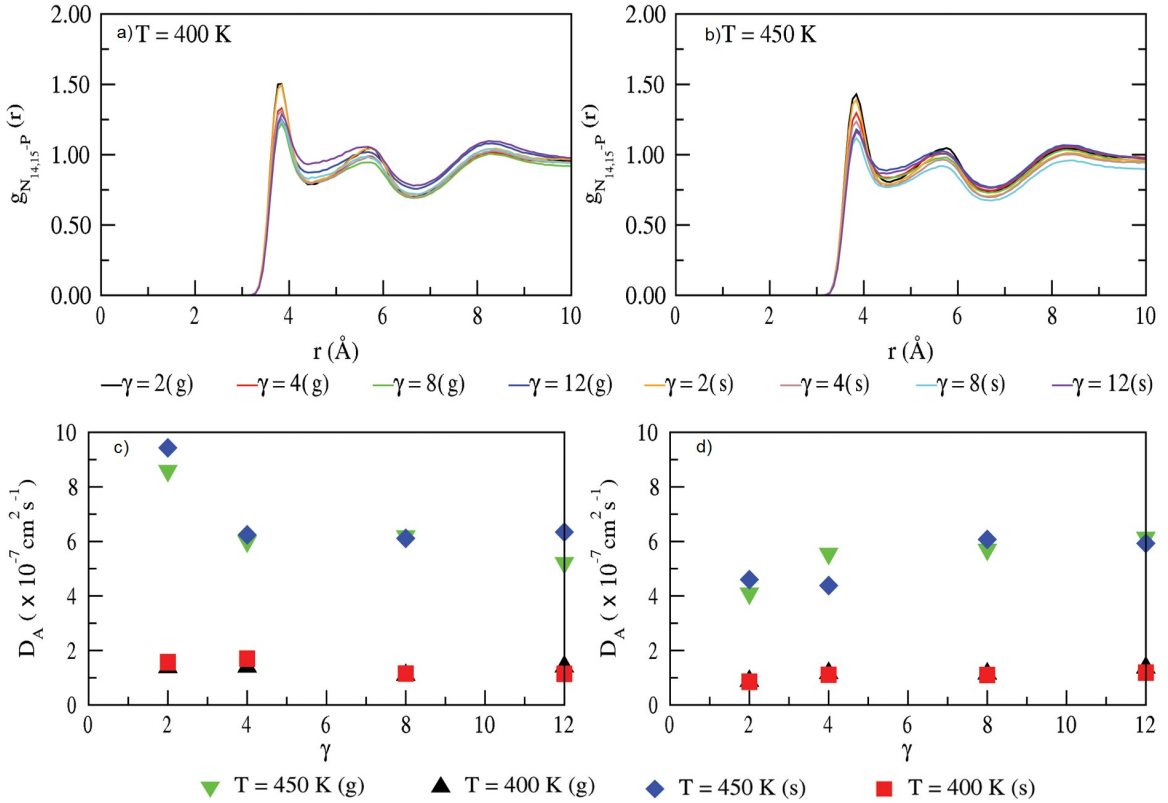 a) T = 400 K
2.00
1.50
1.00
0.50
0.00
g_{N_{14,15}-P} (r)
0 2 4 6 8 10
r (Å)
b) T = 450 K
2.00
1.50
1.00
0.50
0.00
g_{N_{14,15}-P} (r)
0 2 4 6 8 10
r (Å)
γ = 2(g) γ = 4(g) γ = 8(g) γ = 12(g) γ = 2(s) γ = 4(s) γ = 8(s) γ = 12(s)
c)
10
8
6
4
2
0
D_A ( x 10^{-7} cm^2 s^{-1})
0 2 4 6 8 10 12
γ
d)
10
8
6
4
2
0
D_A ( x 10^{-7} cm^2 s^{-1})
0 2 4 6 8 10 12
γ
T = 450 K (g) T = 400 K (g) T = 450 K (s) T = 400 K (s)